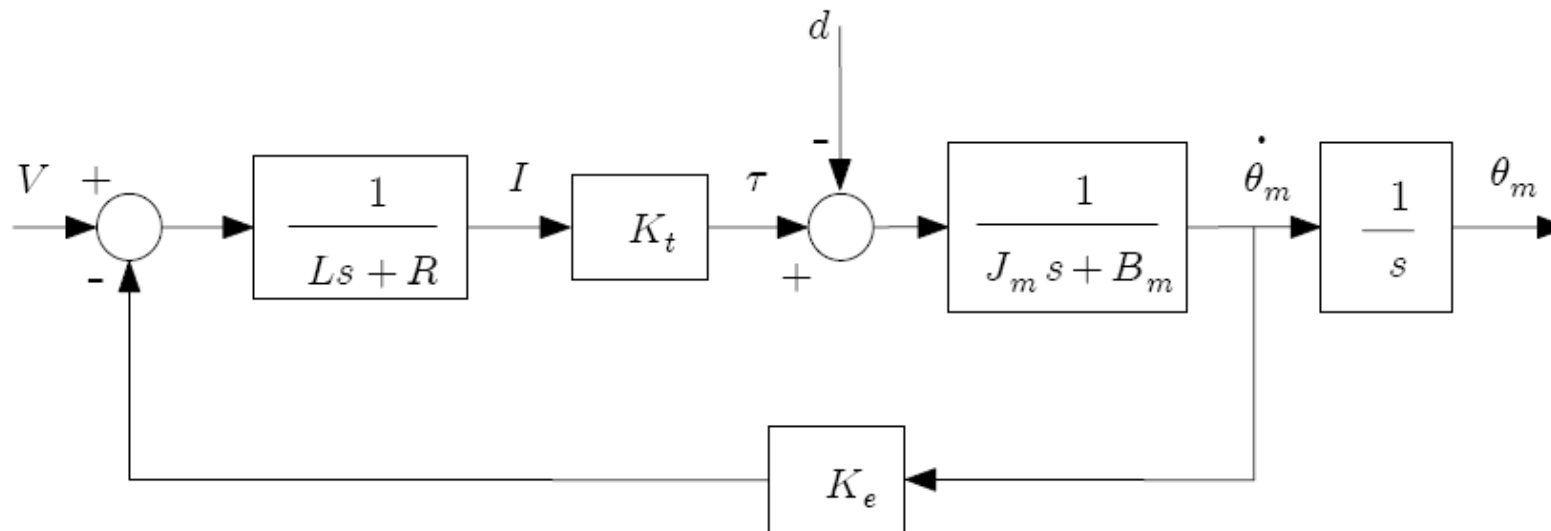 d
-
V
+
-
1
Ls + R
I
K_t
τ
+
1
J_m s + B_m
θ̇_m
1
s
θ_m
K_e